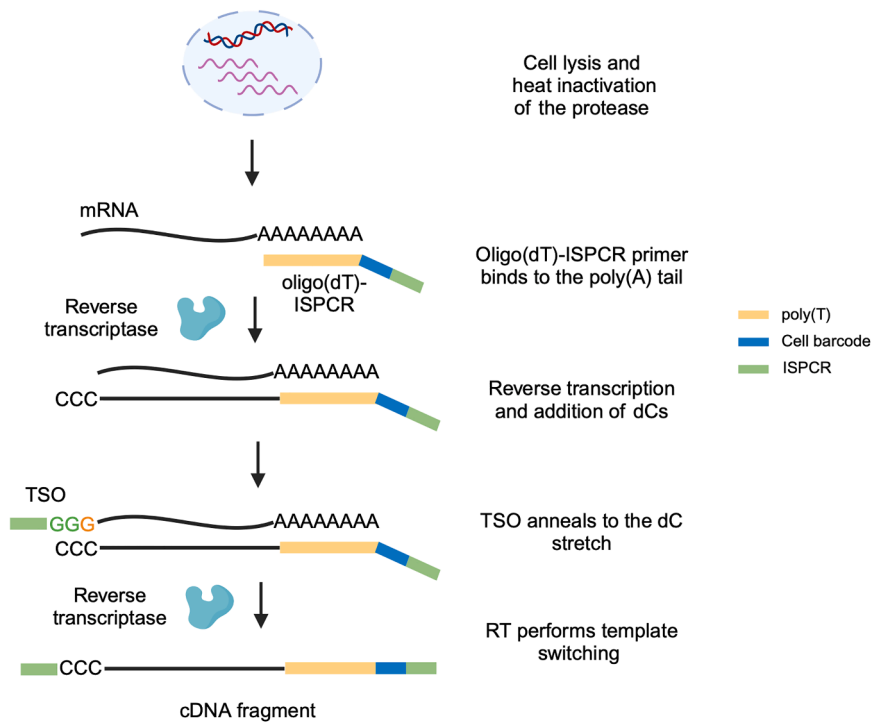 Cell lysis and
heat inactivation
of the protease
mRNA
AAAAAAAA
oligo(dT)-
ISPCR
Oligo(dT)-ISPCR primer
binds to the poly(A) tail
Reverse
transcriptase
poly(T)
Cell barcode
ISPCR
AAAAAAAA
CCC
Reverse transcription
and addition of dCs
TSO
GGG
AAAAAAAA
CCC
TSO anneals to the dC
stretch
Reverse
transcriptase
RT performs template
switching
CCC
cDNA fragment